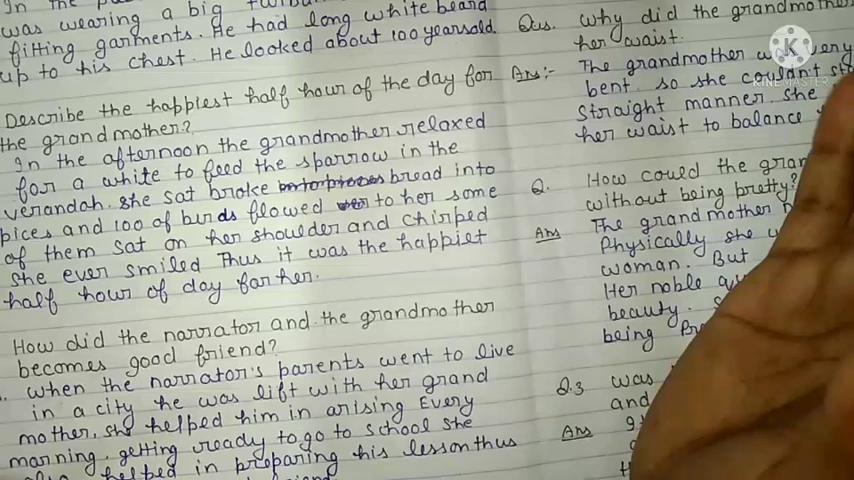 In the
was wearing a big
fitting garments. He had long white beard
up to his chest. He looked about 100 years old.
Describe the happiest half hour of the day for
the grandmother?
In the afternoon the grandmother relaxed
for a white to feed the sparrow in the
verandah. she sat broke bread into
pices and 100 of birds flowed to her some
of them sat on her shoulder and chirped
she ever smiled Thus it was the happiet
half hour of day for her.
How did the narrator and the grandmother
becomes good friend?
when the narrator's parents went to live
in a city he was lift with her grand
mother, she helped him in arising Every
morning, getting ready to go to school she
helped in preparing his lesson thus
Qus. Why did the grandmother
her waist.
Ans:- The grandmother was very
bent. so she couldn't
straight manner. she
her waist to balance
Q. How could the
without being pretty?
Ans The grandmother
Physically she
woman. But
Her noble
beauty.
being
Q.3 was
and
Ans
KINEMASTER